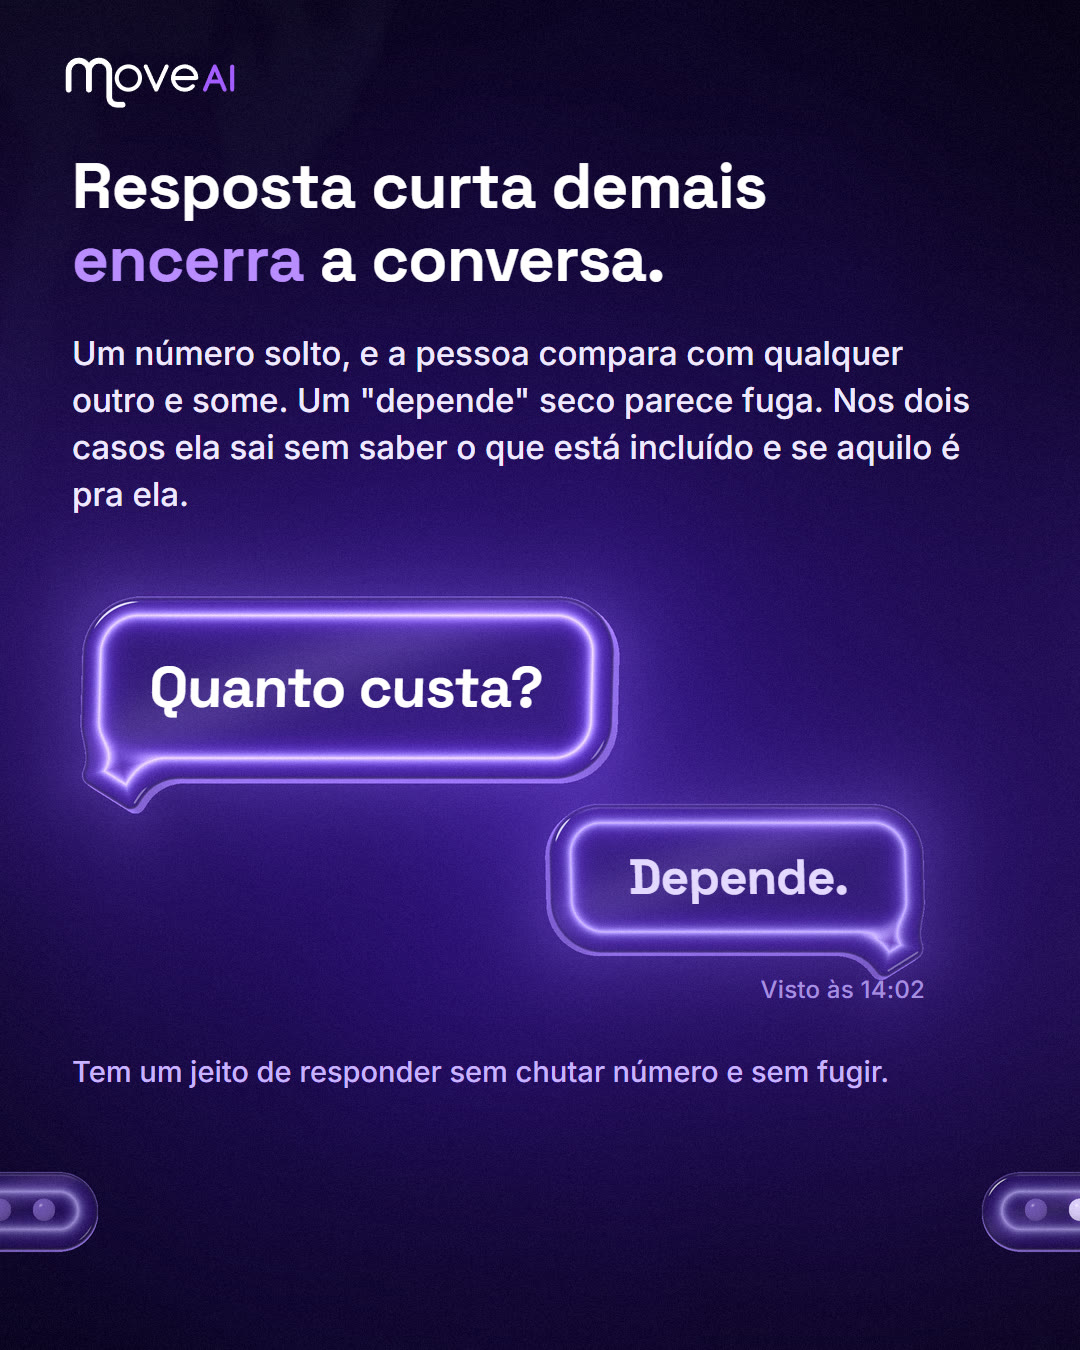 Move AI
Resposta curta demais
encerra a conversa.
Um número solto, e a pessoa compara com qualquer
outro e some. Um "depende" seco parece fuga. Nos dois
casos ela sai sem saber o que está incluído e se aquilo é
pra ela.
Quanto custa?
Depende.
Visto às 14:02
Tem um jeito de responder sem chutar número e sem fugir.